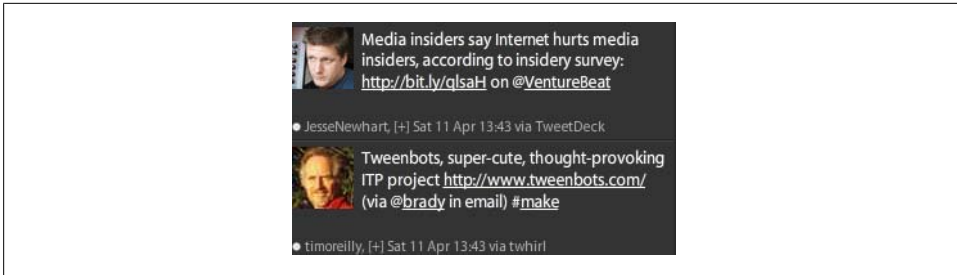 Media insiders say Internet hurts media
insiders, according to insidery survey:
http://bit.ly/qlsaH on @VentureBeat
JesseNewhart, [+] Sat 11 Apr 13:43 via TweetDeck
Tweenbots, super-cute, thought-provoking
ITP project http://www.tweenbots.com/
(via @brady in email) #make
timoreilly, [+] Sat 11 Apr 13:43 via twhirl